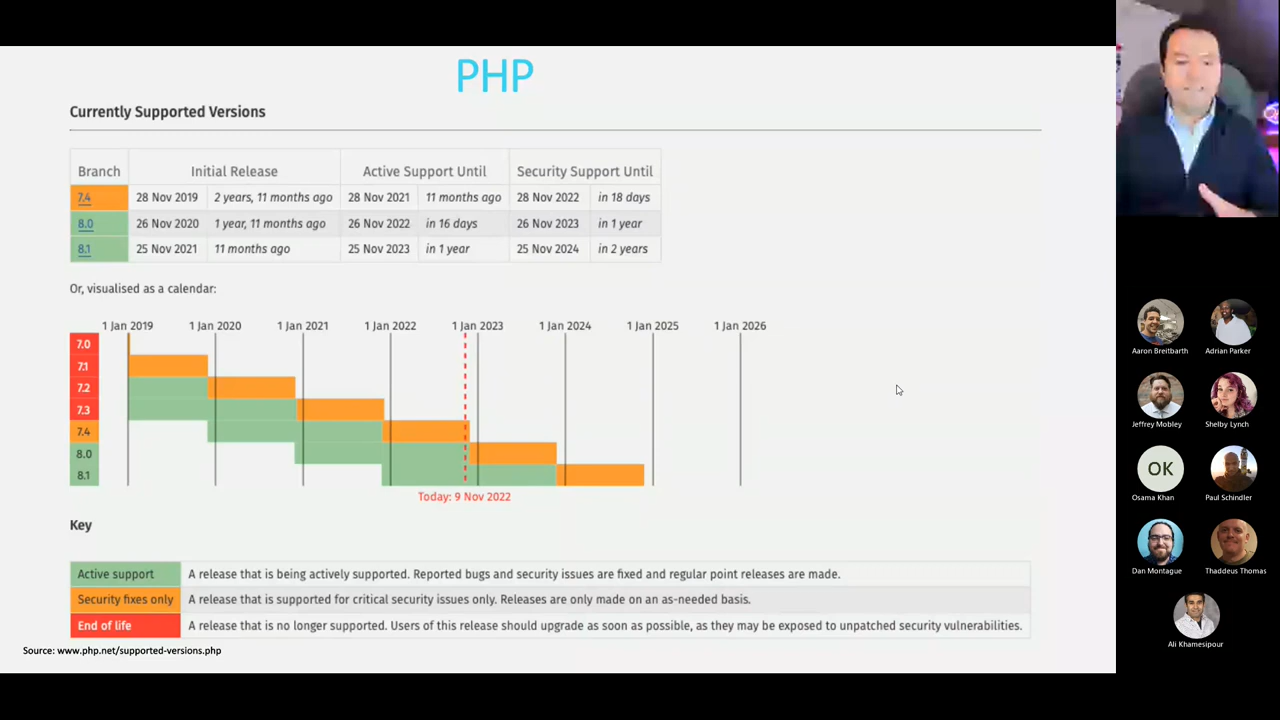 PHP
Currently Supported Versions
Branch Initial Release Active Support Until Security Support Until
7.4 28 Nov 2019 2 years, 11 months ago 28 Nov 2021 11 months ago 28 Nov 2022 in 18 days
8.0 26 Nov 2020 1 year, 11 months ago 26 Nov 2022 in 16 days 26 Nov 2023 in 1 year
8.1 25 Nov 2021 11 months ago 25 Nov 2023 in 1 year 25 Nov 2024 in 2 years
Or, visualised as a calendar:
1 Jan 2019 1 Jan 2020 1 Jan 2021 1 Jan 2022 1 Jan 2023 1 Jan 2024 1 Jan 2025 1 Jan 2026
7.0
7.1
7.2
7.3
7.4
8.0
8.1
Today: 9 Nov 2022
Key
Active support A release that is being actively supported. Reported bugs and security issues are fixed and regular point releases are made.
Security fixes only A release that is supported for critical security issues only. Releases are only made on an as-needed basis.
End of life A release that is no longer supported. Users of this release should upgrade as soon as possible, as they may be exposed to unpatched security vulnerabilities.
Source: www.php.net/supported-versions.php
Aaron Breitbarth Adrian Parker
Jeffrey Mobley Shelby Lynch
OK
Osama Khan Paul Schindler
Dan Montague Thaddeus Thomas
Ali Khamesipour